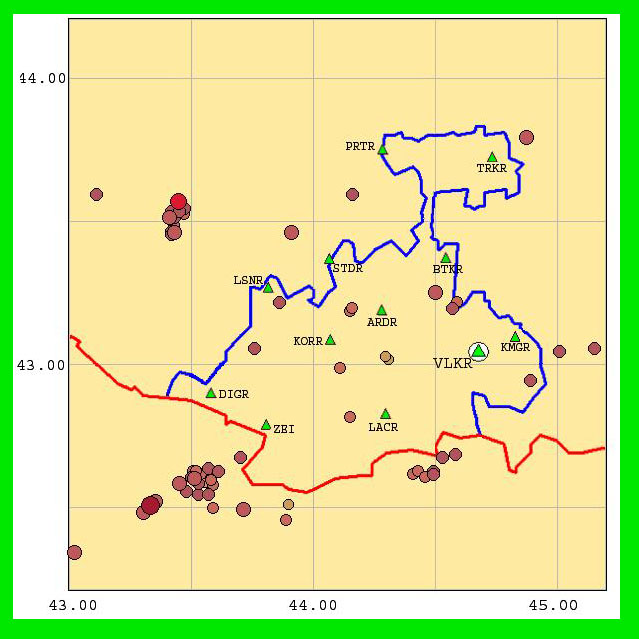 44.00
PRTR
TRKR
STDR
BTKR
LSNR
ARDR
KORR
KMGR
VLKR
43.00
DIGR
LACR
ZEI
43.00 44.00 45.00